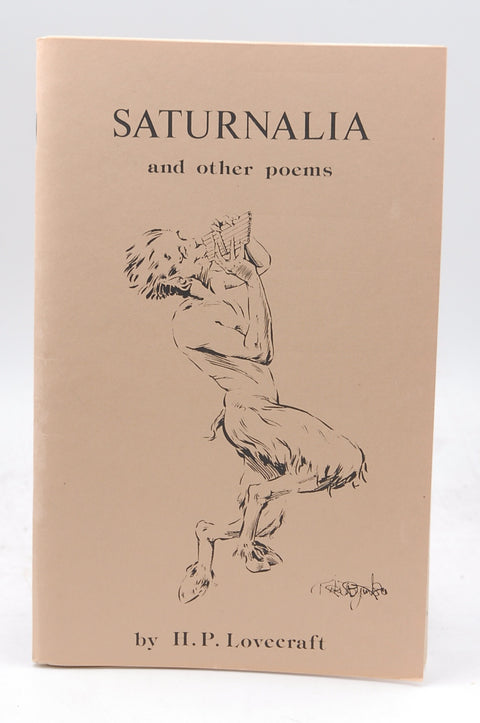 SATURNALIA
and other poems
by H.P. Lovecraft